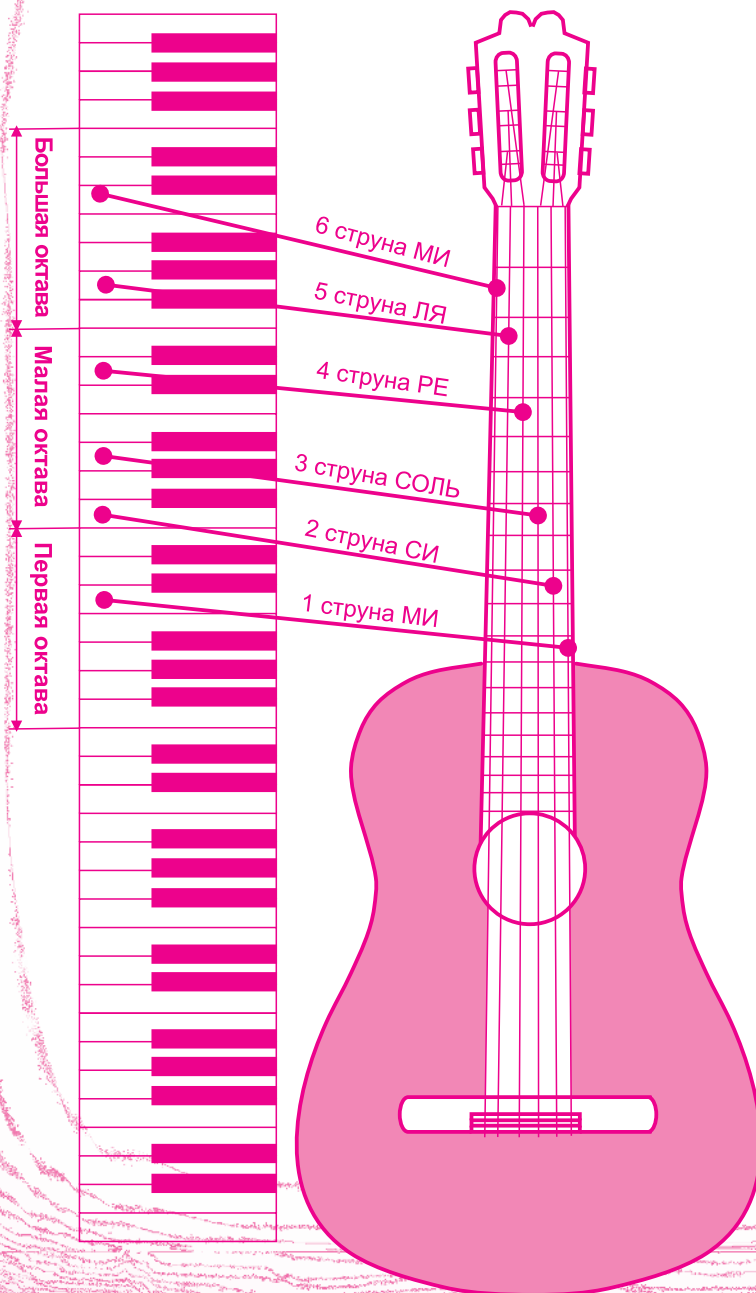 Большая октава
Малая октава
Первая октава
6 струна МИ
5 струна ЛЯ
4 струна РЕ
3 струна СОЛЬ
2 струна СИ
1 струна МИ